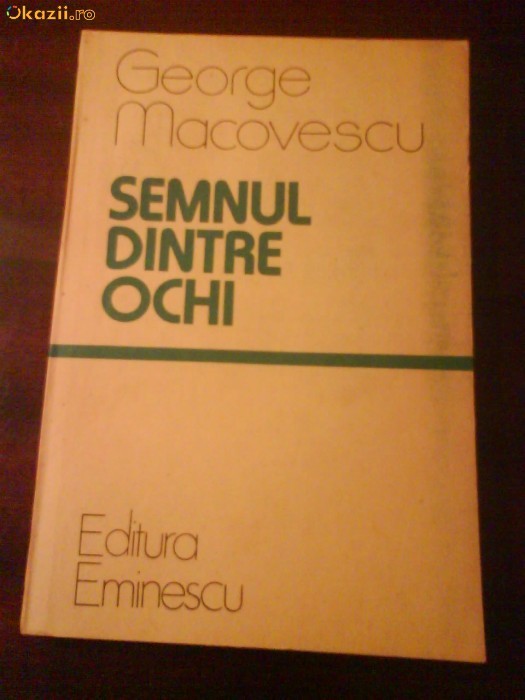 Okazii.ro
George
Macovescu
SEMNUL
DINTRE
OCHI
Editura
Eminescu